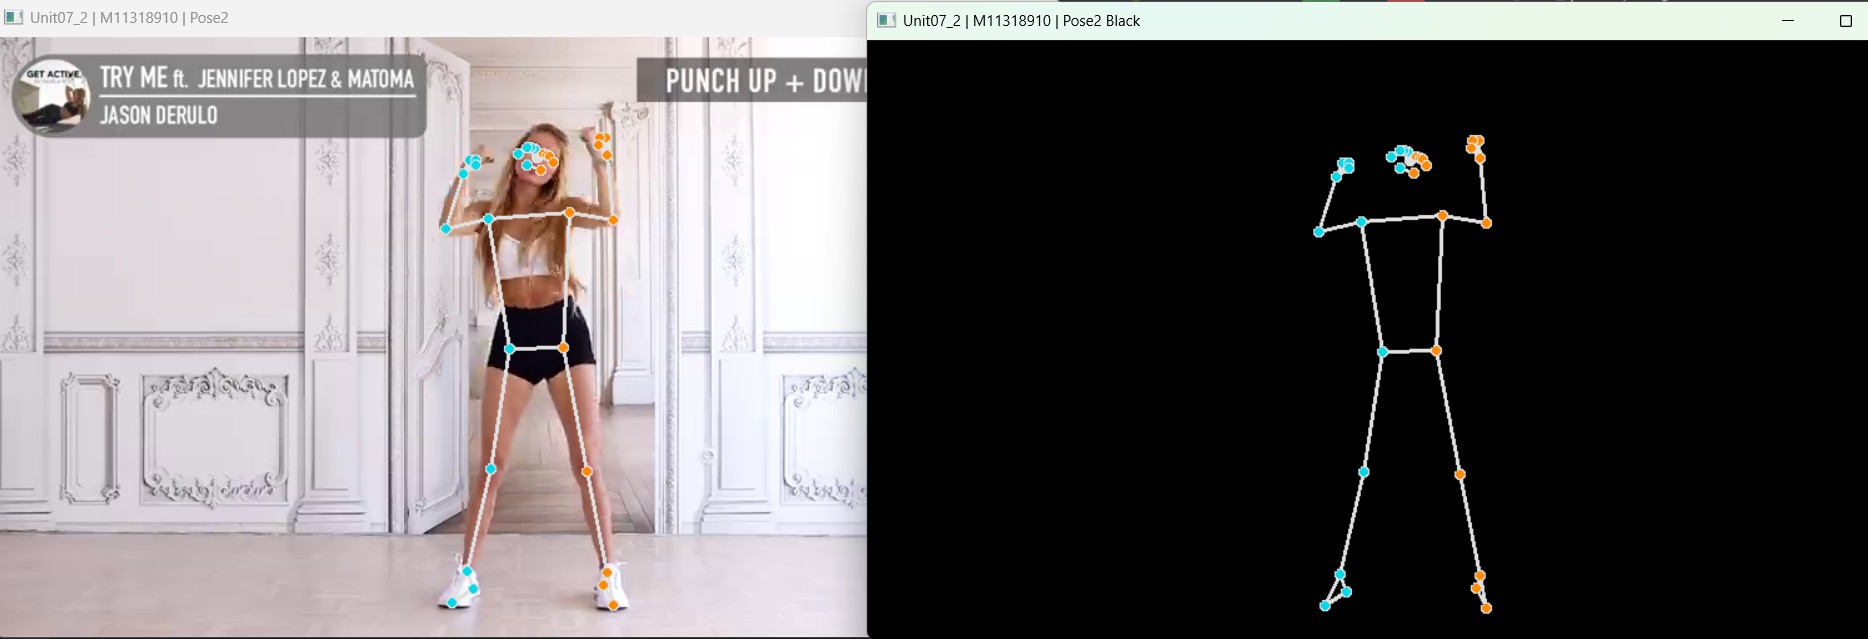 Unit07_2 | M11318910 | Pose2
Unit07_2 | M11318910 | Pose2 Black
GET ACTIVE
TRY ME ft. JENNIFER LOPEZ & MATOMA
JASON DERULO
PUNCH UP + DOW